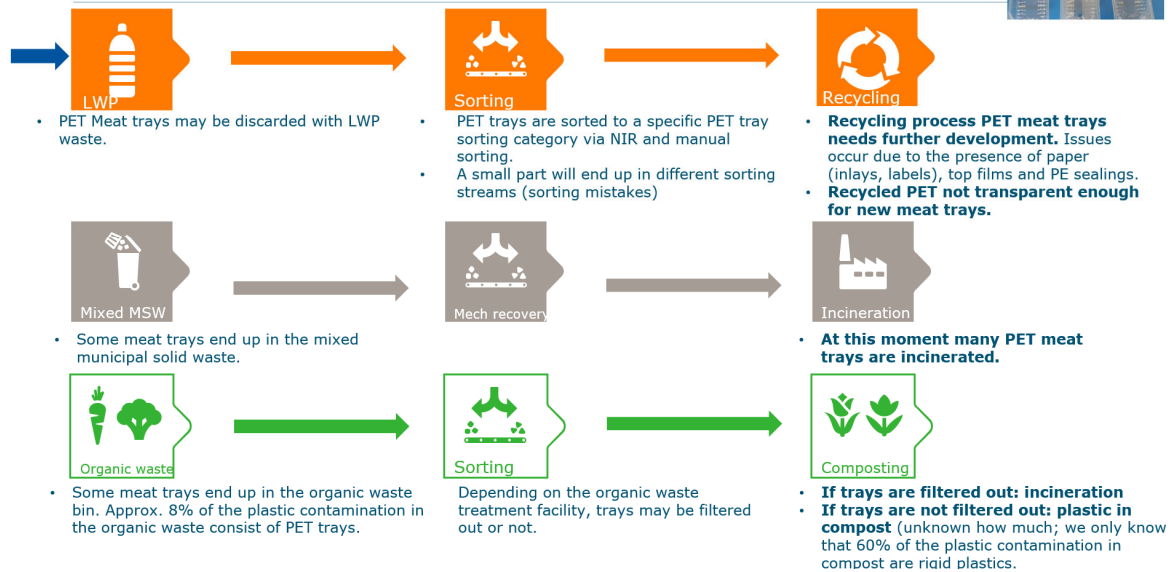 LWP
Sorting
Recycling
• PET Meat trays may be discarded with LWP
waste.
• PET trays are sorted to a specific PET tray
sorting category via NIR and manual
sorting.
• A small part will end up in different sorting
streams (sorting mistakes)
• Recycling process PET meat trays
needs further development. Issues
occur due to the presence of paper
(inlays, labels), top films and PE sealings.
• Recycled PET not transparent enough
for new meat trays.
Mixed MSW
Mech recovery
Incineration
• Some meat trays end up in the mixed
municipal solid waste.
• At this moment many PET meat
trays are incinerated.
Organic waste
Sorting
Composting
• Some meat trays end up in the organic waste
bin. Approx. 8% of the plastic contamination in
the organic waste consist of PET trays.
Depending on the organic waste
treatment facility, trays may be filtered
out or not.
• If trays are filtered out: incineration
• If trays are not filtered out: plastic in
compost (unknown how much; we only know
that 60% of the plastic contamination in
compost are rigid plastics.